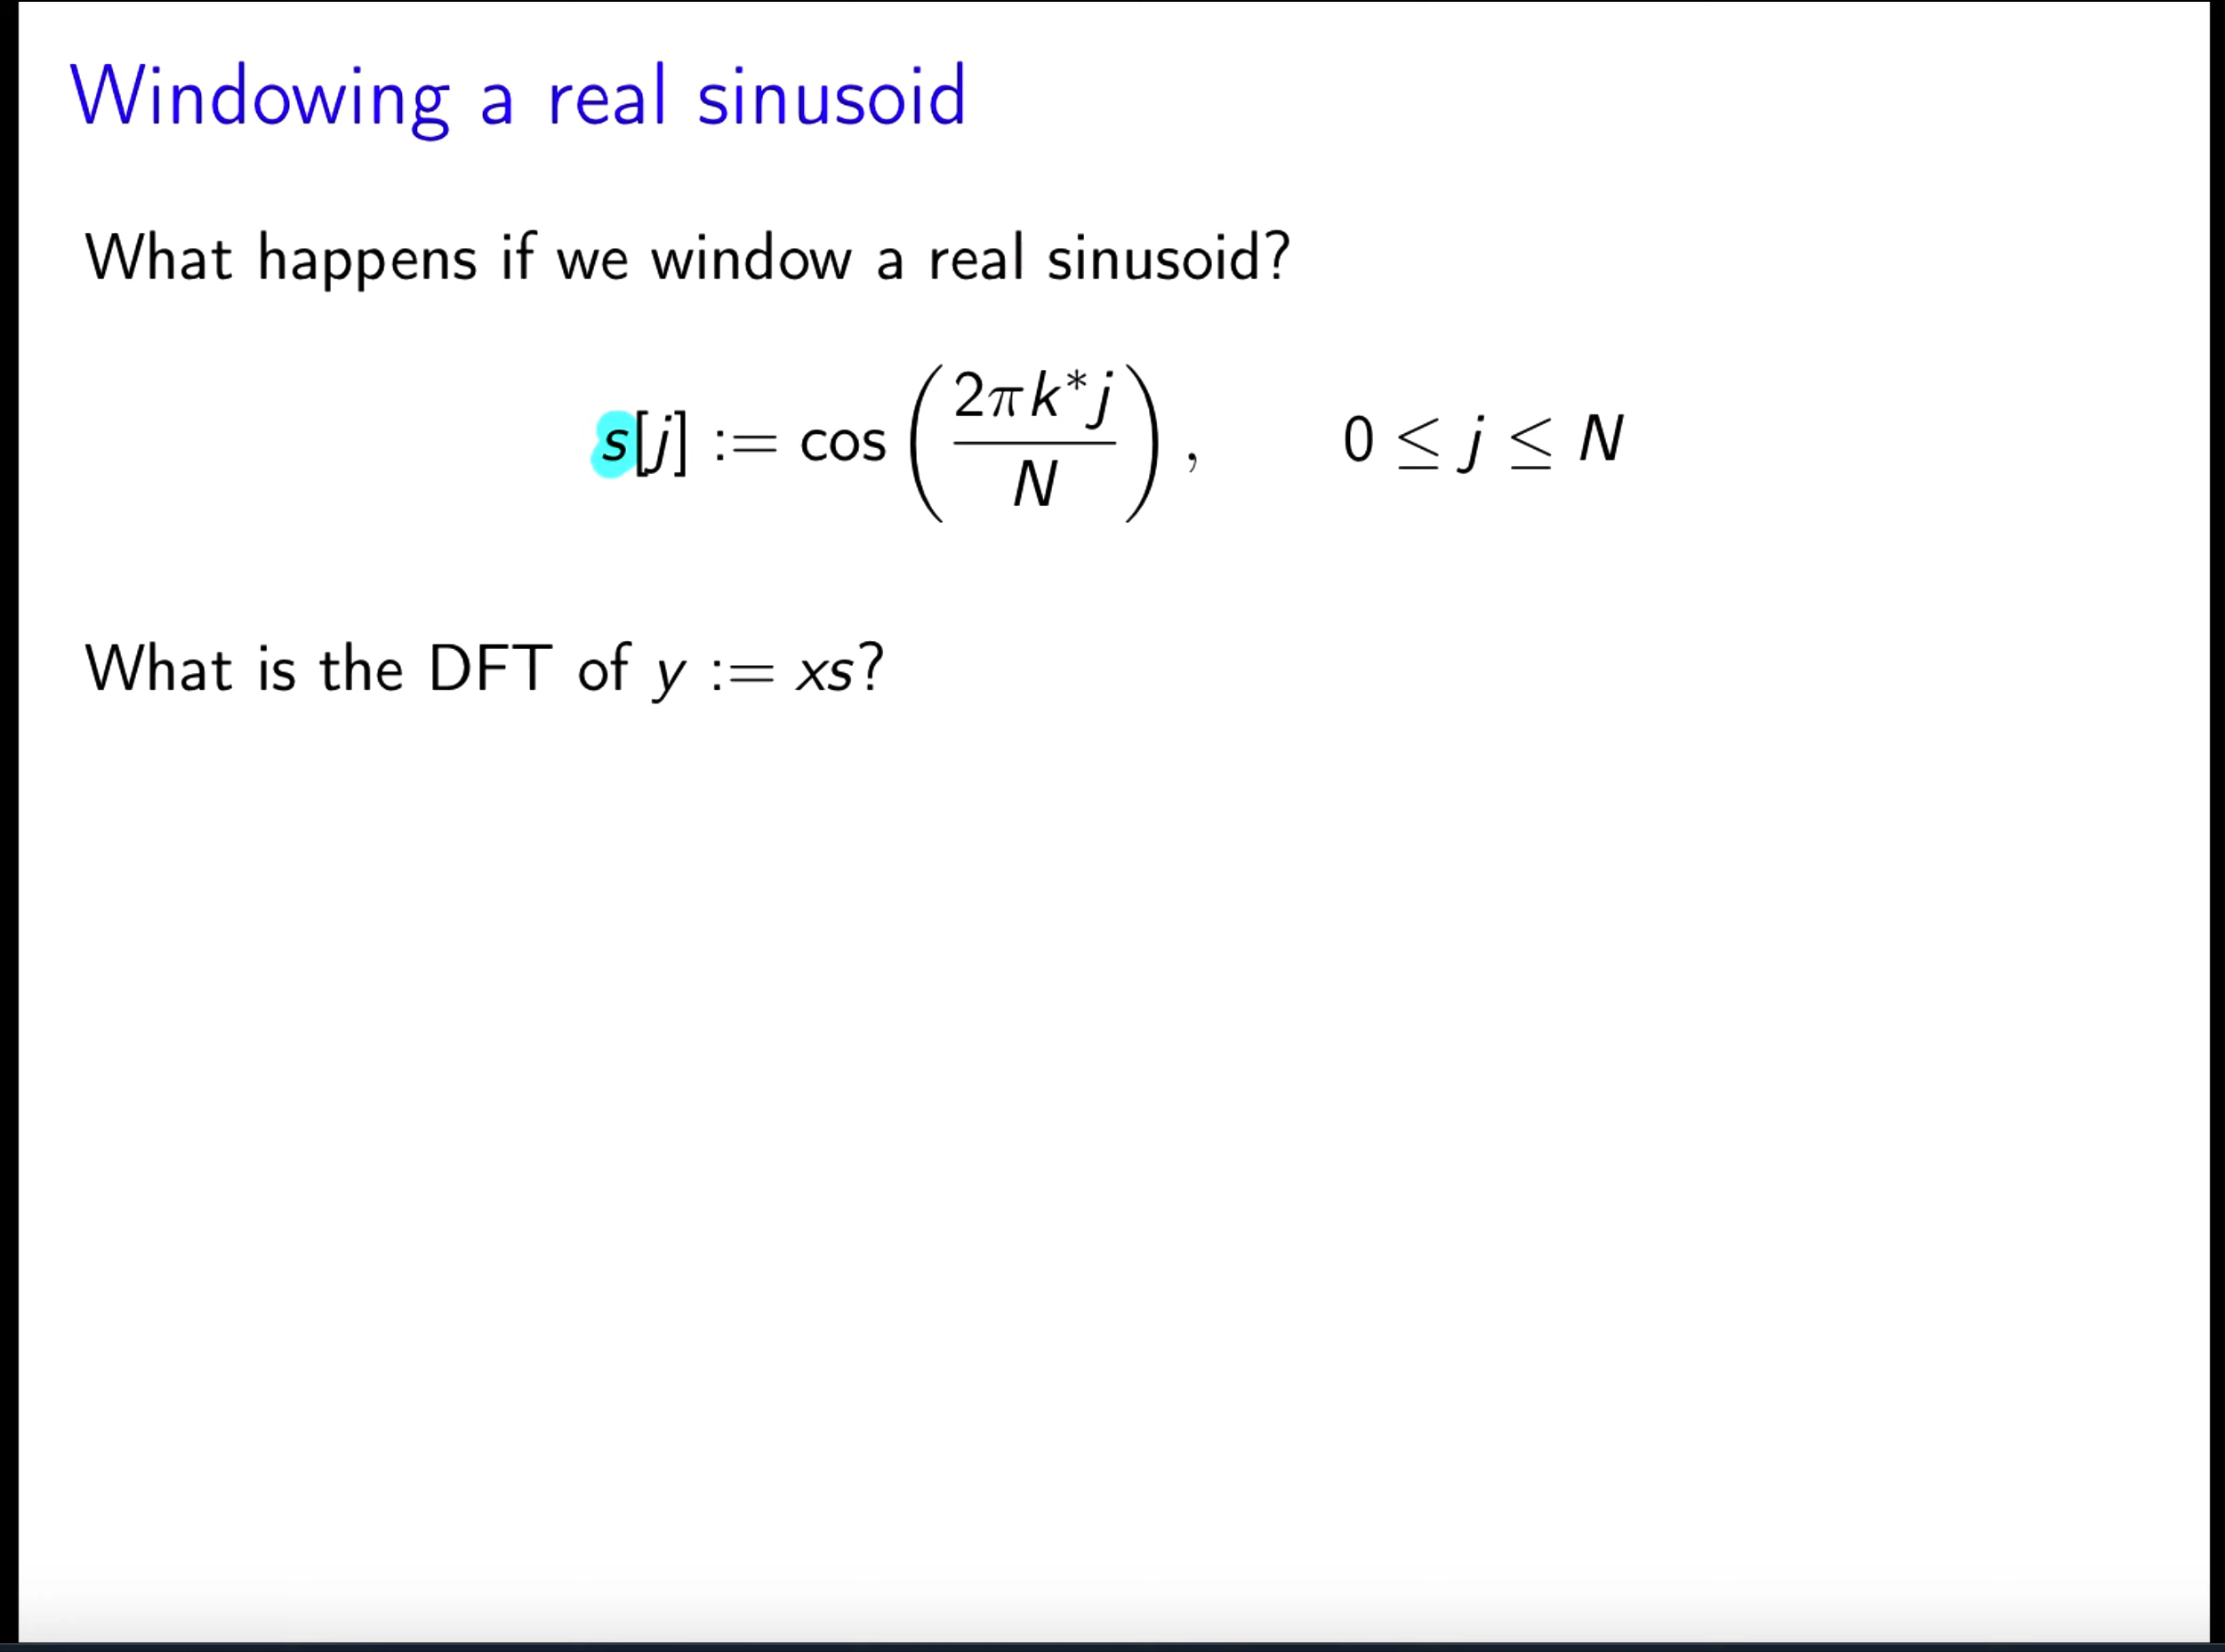 Windowing a real sinusoid
What happens if we window a real sinusoid?
s[j] := cos(2πk*j/N), 0 ≤ j ≤ N
What is the DFT of y := xs?